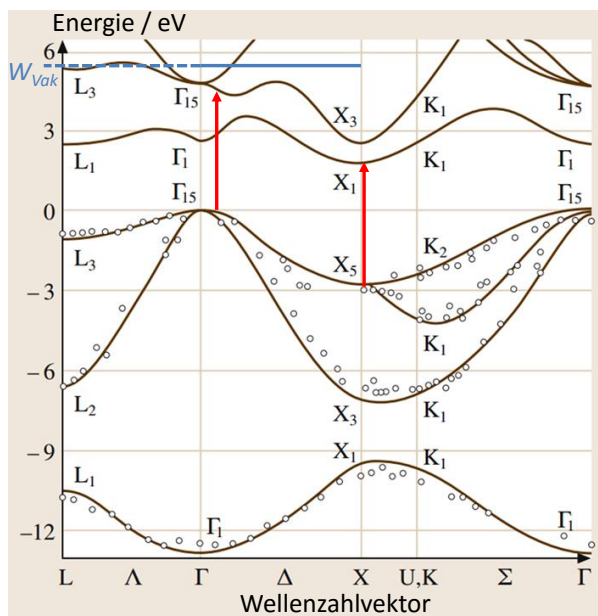 Energie / eV
6
W_Vak
L₃
Γ₁₅
X₃
K₁
Γ₁₅
3
L₁
Γ₁
X₁
K₁
Γ₁
Γ₁₅
Γ₁₅
0
L₃
X₅
K₂
−3
K₁
−6
L₂
X₃
K₁
−9
X₁
K₁
L₁
Γ₁
Γ₁
−12
L Λ Γ Δ X U,K Σ Γ
Wellenzahlvektor